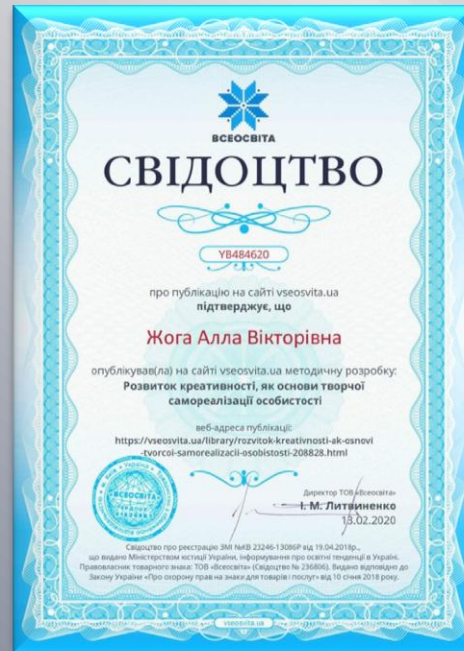 ВСЕОСВІТА
СВІДОЦТВО
YB484620
про публікацію на сайті vseosvita.ua
підтверджує, що
Жога Алла Вікторівна
опублікував(ла) на сайті vseosvita.ua методичну розробку:
Розвиток креативності, як основи творчої
самореалізації особистості
веб-адреса публікації:
https://vseosvita.ua/library/rozvitok-kreativnosti-ak-osnovi
-tvorcoi-samorealizacii-osobistosti-208828.html
Директор ТОВ «Всеосвіта»
І. М. Литвиненко
13.02.2020
ВСЕОСВІТА
Свідоцтво про реєстрацію ЗМІ №КВ 23246-13086Р від 19.04.2018р.,
що видано Міністерством юстиції України, інформування про освітні тенденції в Україні.
Правовласник товарного знака: ТОВ «Всеосвіта» (Свідоцтво № 236806). Видано відповідно до
Закону України «Про охорону прав на знаки для товарів і послуг» від 10 січня 2018 року.
vseosvita.ua